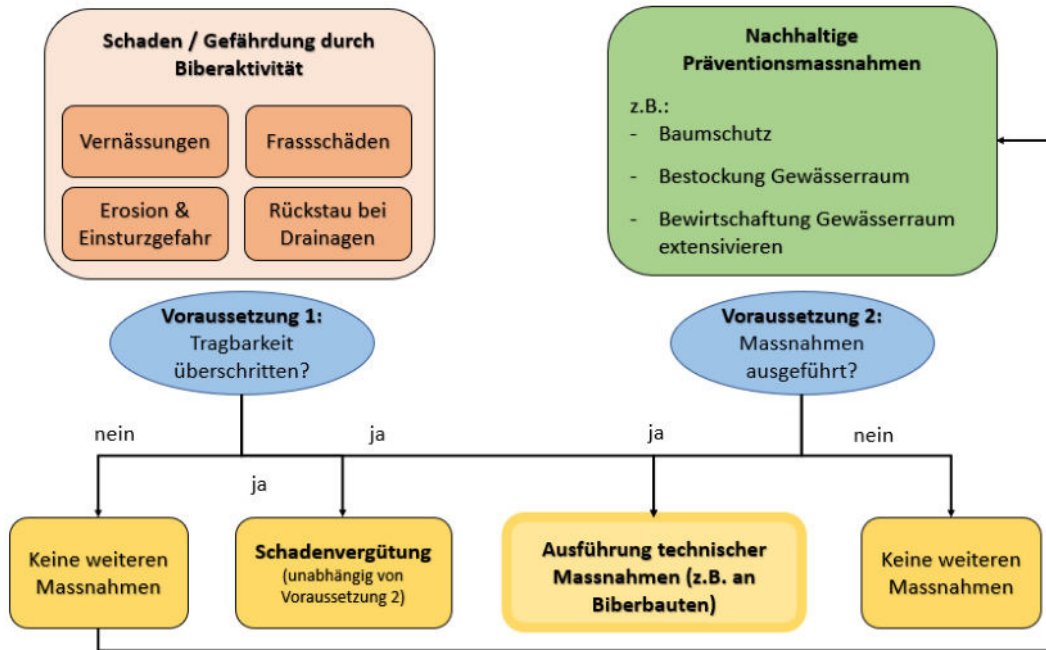 Schaden / Gefährdung durch
Biberaktivität
Vernässungen
Frassschäden
Erosion &
Einsturzgefahr
Rückstau bei
Drainagen
Nachhaltige
Präventionsmassnahmen
z.B.:
- Baumschutz
- Bestockung Gewässerraum
- Bewirtschaftung Gewässerraum
extensivieren
Voraussetzung 1:
Tragbarkeit
überschritten?
Voraussetzung 2:
Massnahmen
ausgeführt?
nein
ja
ja
nein
ja
Keine weiteren
Massnahmen
Schadenvergütung
(unabhängig von
Voraussetzung 2)
Ausführung technischer
Massnahmen (z.B. an
Biberbauten)
Keine weiteren
Massnahmen